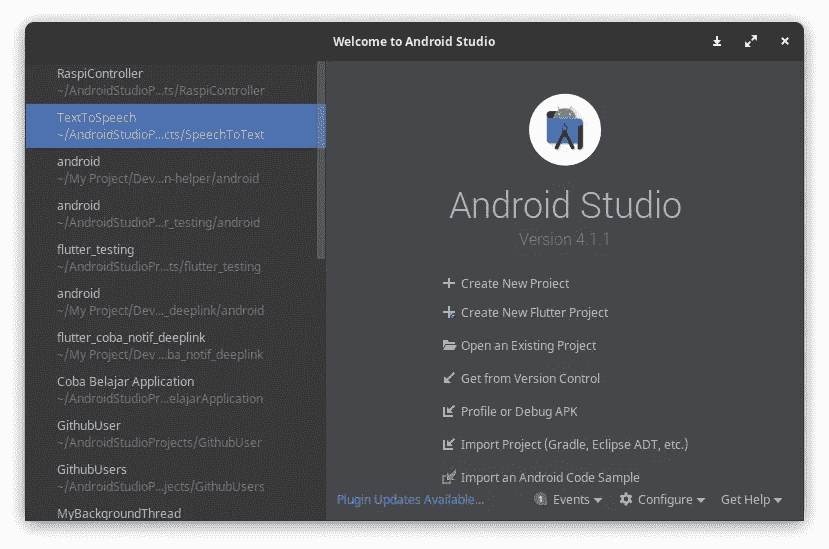 Welcome to Android Studio
RaspiController
~/AndroidStudioP...ts/RaspiController
TextToSpeech
~/AndroidStudioP...cts/SpeechToText
android
~/My Project/Dev...n-helper/android
android
~/AndroidStudioP...r_testing/android
flutter_testing
~/AndroidStudioPr...ts/flutter_testing
android
~/My Project/Dev..._deeplink/android
flutter_coba_notif_deeplink
~/My Project/Dev ...ba_notif_deeplink
Coba Belajar Application
~/AndroidStudioPr...elajarApplication
GithubUser
~/AndroidStudioProjects/GithubUser
GithubUsers
~/AndroidStudioP...jects/GithubUsers
MyBackgroundThread
Android Studio
Version 4.1.1
Create New Project
Create New Flutter Project
Open an Existing Project
Get from Version Control
Profile or Debug APK
Import Project (Gradle, Eclipse ADT, etc.)
Import an Android Code Sample
Plugin Updates Available...
1 Events
Configure
Get Help